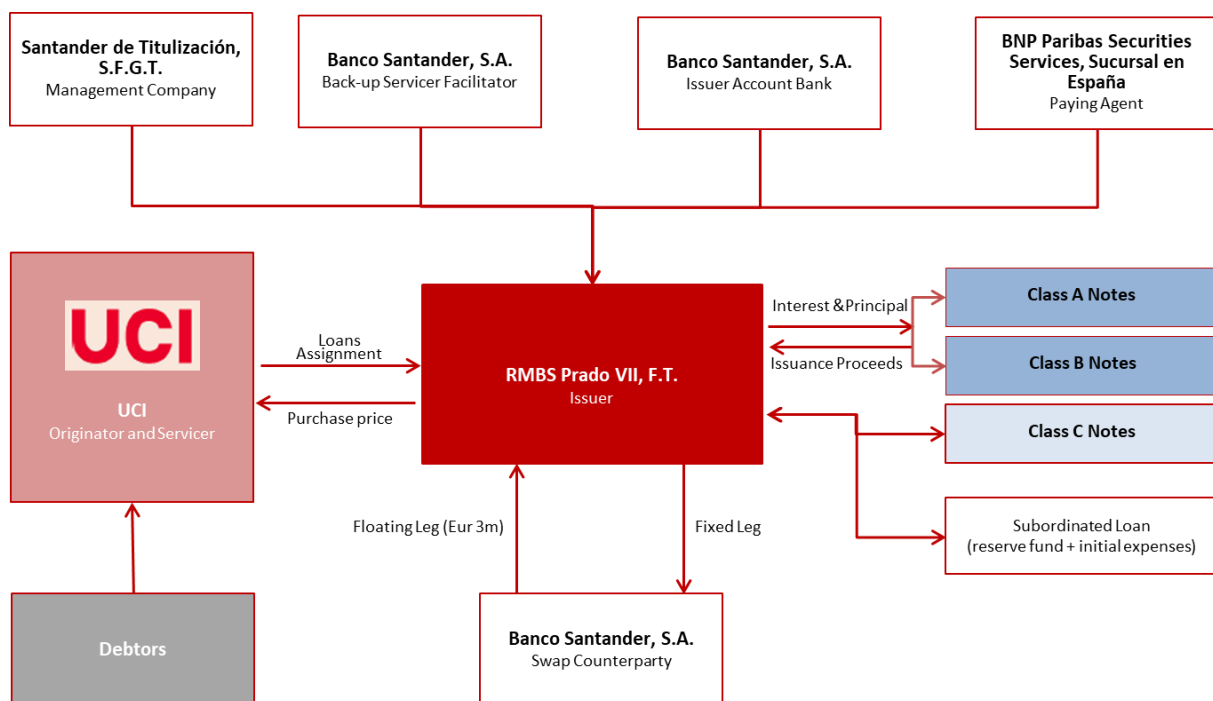 Santander de Titulización,
S.F.G.T.
Management Company
Banco Santander, S.A.
Back-up Servicer Facilitator
Banco Santander, S.A.
Issuer Account Bank
BNP Paribas Securities
Services, Sucursal en
España
Paying Agent
UCI
UCI
Originator and Servicer
Loans
Assignment
Purchase price
RMBS Prado VII, F.T.
Issuer
Interest & Principal
Issuance Proceeds
Class A Notes
Class B Notes
Class C Notes
Subordinated Loan
(reserve fund + initial expenses)
Floating Leg (Eur 3m)
Fixed Leg
Debtors
Banco Santander, S.A.
Swap Counterparty